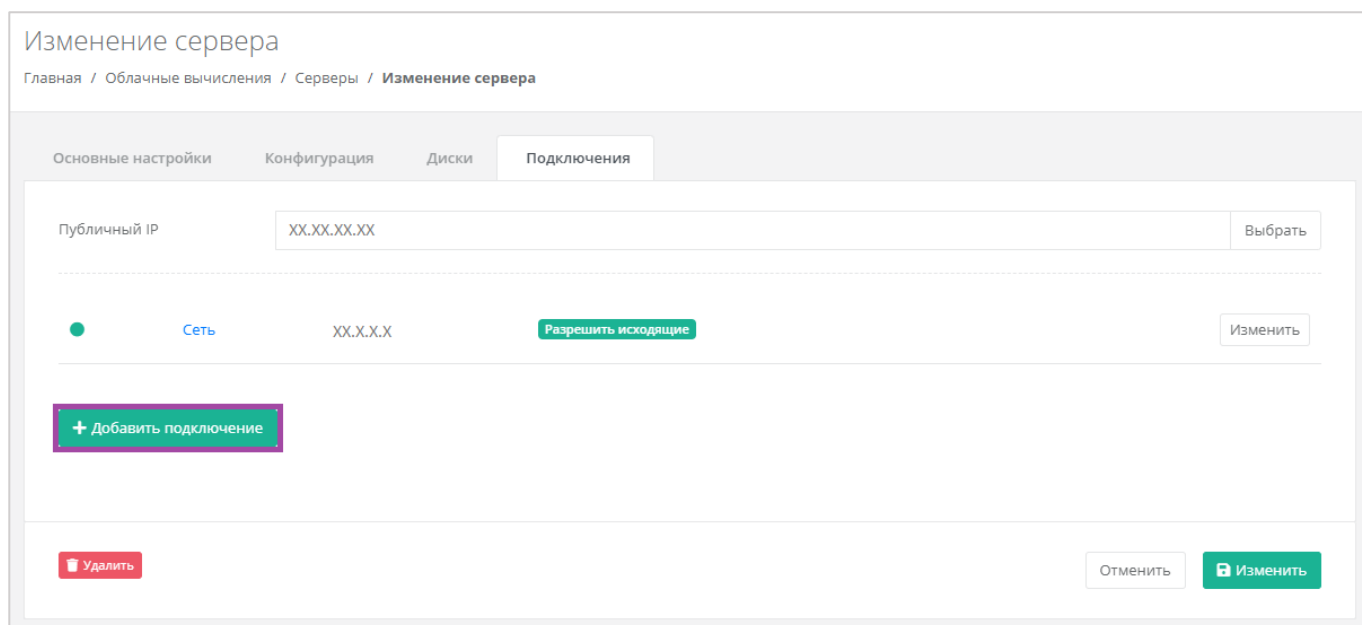 Изменение сервера
Главная / Облачные вычисления / Серверы / Изменение сервера
Основные настройки Конфигурация Диски Подключения
Публичный IP XX.XX.XX.XX Выбрать
Сеть XX.X.X.X Разрешить исходящие Изменить
+ Добавить подключение
Удалить Отменить Изменить